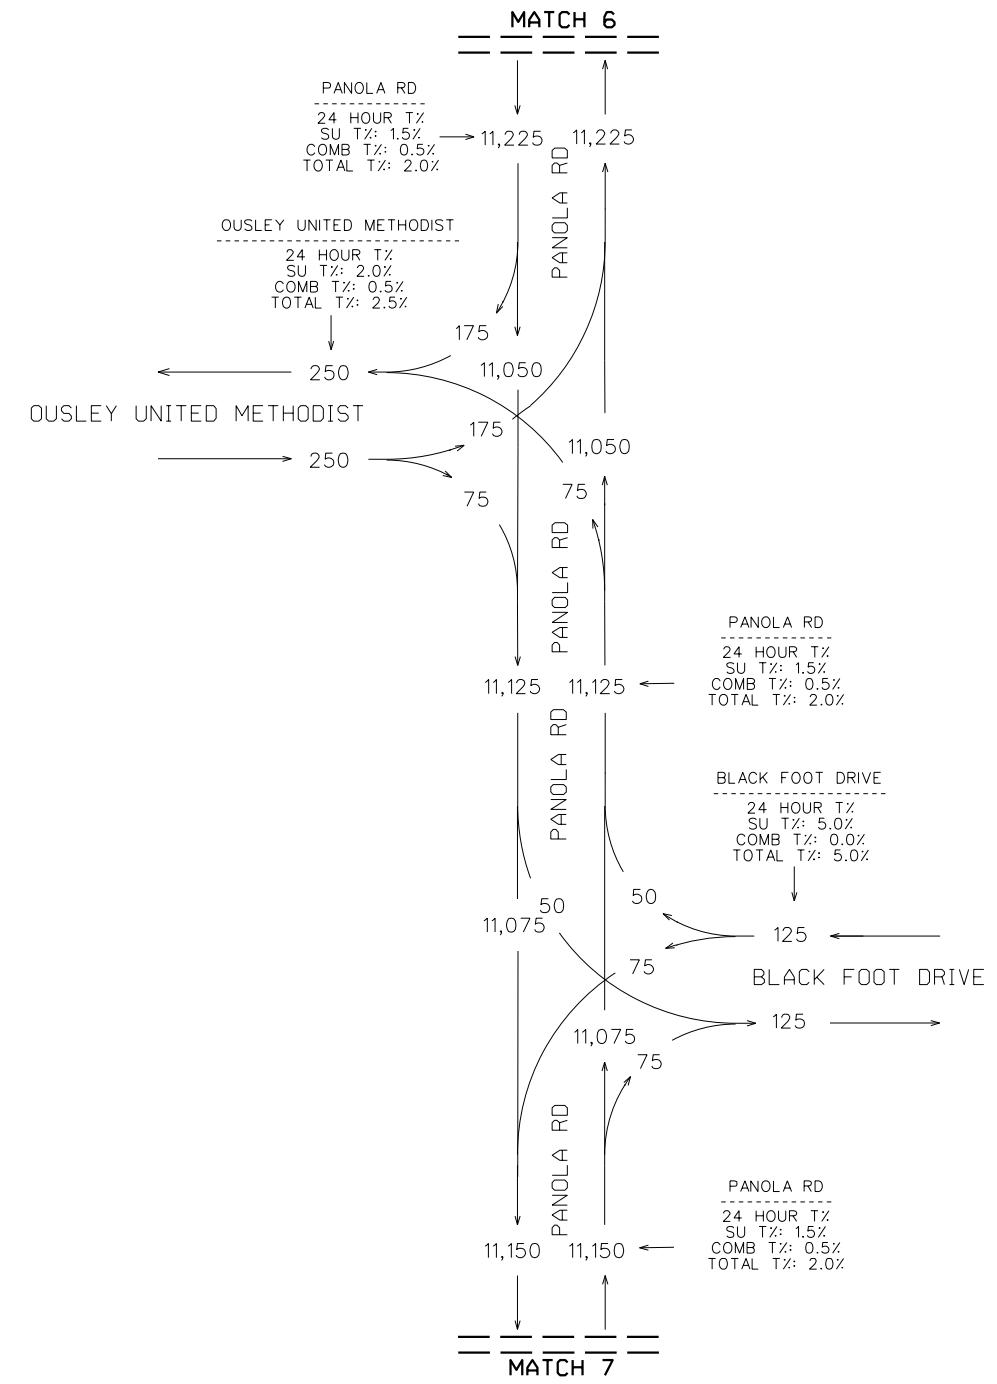 MATCH 6
PANOLA RD
24 HOUR T%
SU T%: 1.5%
COMB T%: 0.5%
TOTAL T%: 2.0%
11,225
11,225
PANOLA RD
OUSLEY UNITED METHODIST
24 HOUR T%
SU T%: 2.0%
COMB T%: 0.5%
TOTAL T%: 2.5%
175
250
11,050
OUSLEY UNITED METHODIST
175
11,050
250
75
75
PANOLA RD
PANOLA RD
24 HOUR T%
SU T%: 1.5%
COMB T%: 0.5%
TOTAL T%: 2.0%
11,125
11,125
PANOLA RD
BLACK FOOT DRIVE
24 HOUR T%
SU T%: 5.0%
COMB T%: 0.0%
TOTAL T%: 5.0%
50
50
11,075
125
75
BLACK FOOT DRIVE
125
11,075
75
PANOLA RD
PANOLA RD
24 HOUR T%
SU T%: 1.5%
COMB T%: 0.5%
TOTAL T%: 2.0%
11,150
11,150
MATCH 7